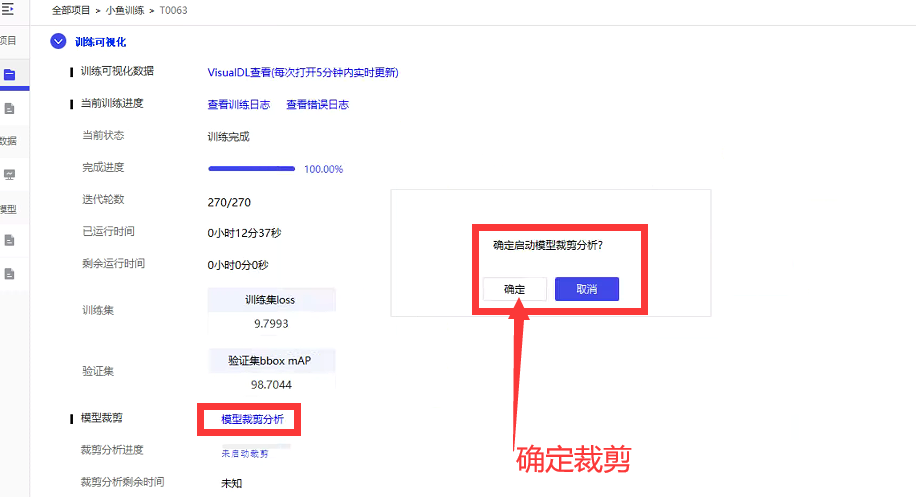 全部项目 > 小鱼训练 > T0063
项目
训练可视化
训练可视化数据 VisualDL查看(每次打开5分钟内实时更新)
当前训练进度 查看训练日志 查看错误日志
当前状态 训练完成
数据
完成进度 100.00%
迭代轮数 270/270
模型
已运行时间 0小时12分37秒
剩余运行时间 0小时0分0秒
确定启动模型裁剪分析?
确定 取消
训练集 训练集loss
9.7993
验证集 验证集bbox mAP
98.7044
模型裁剪 模型裁剪分析
裁剪分析进度 未启动裁剪
确定裁剪
裁剪分析剩余时间 未知